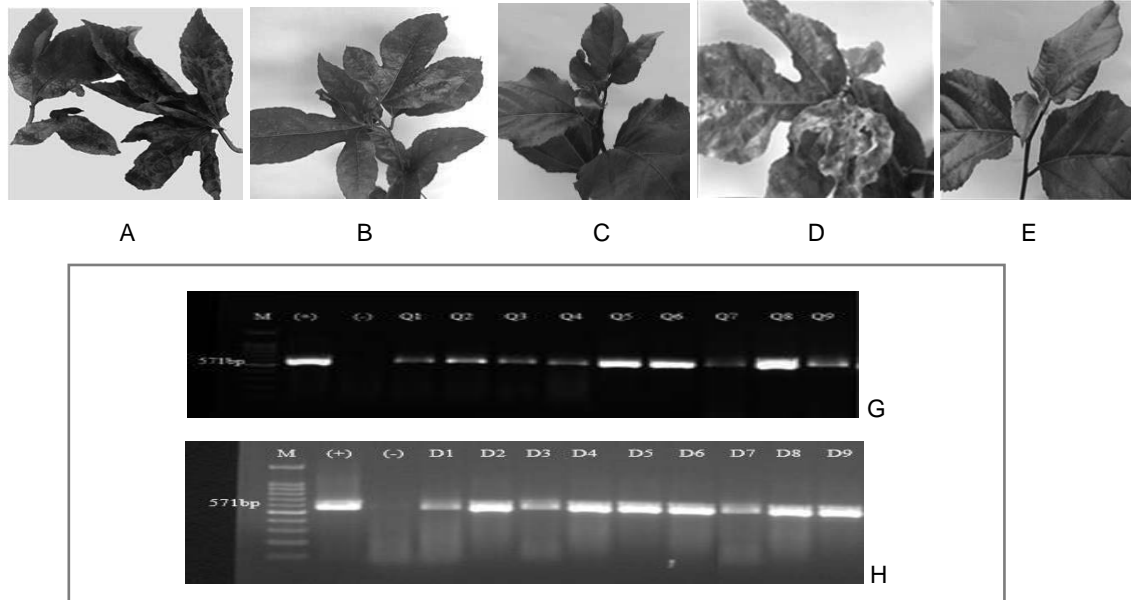 A B C D E
M (+) (-) Q1 Q2 Q3 Q4 Q5 Q6 Q7 Q8 Q9
571bp
G
M (+) (-) D1 D2 D3 D4 D5 D6 D7 D8 D9
571bp
H